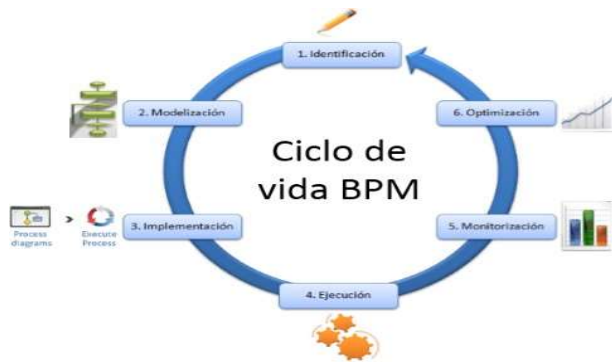 1. Identificación
2. Modelización
6. Optimización
Ciclo de
vida BPM
Process
diagrams
>
Execute
Process
3. Implementación
5. Monitorización
4. Ejecución